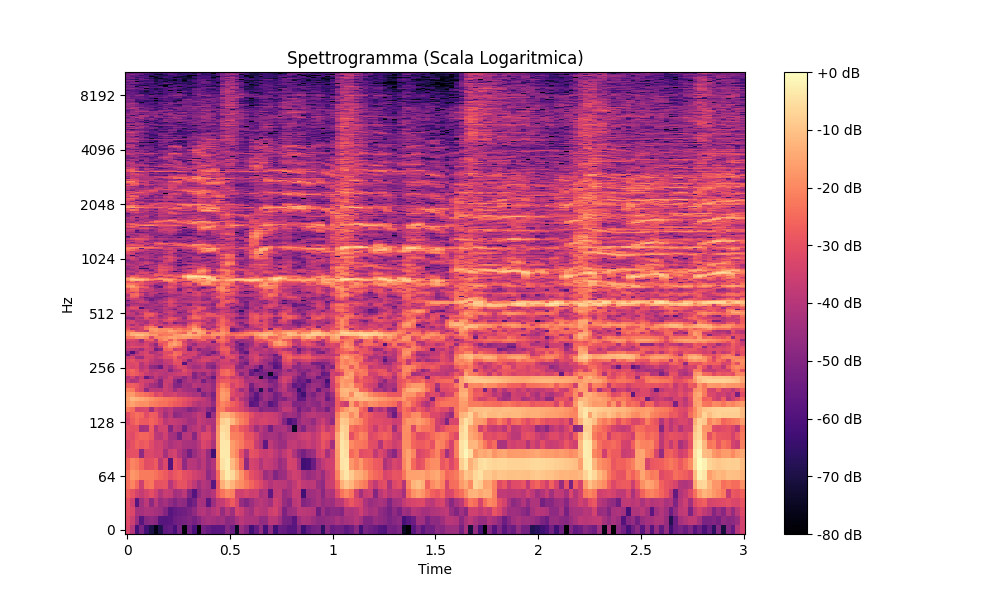 Spettrogramma (Scala Logaritmica)
8192
4096
2048
1024
512
256
128
64
0
Hz
0
0.5
1
1.5
2
2.5
3
Time
+0 dB
-10 dB
-20 dB
-30 dB
-40 dB
-50 dB
-60 dB
-70 dB
-80 dB